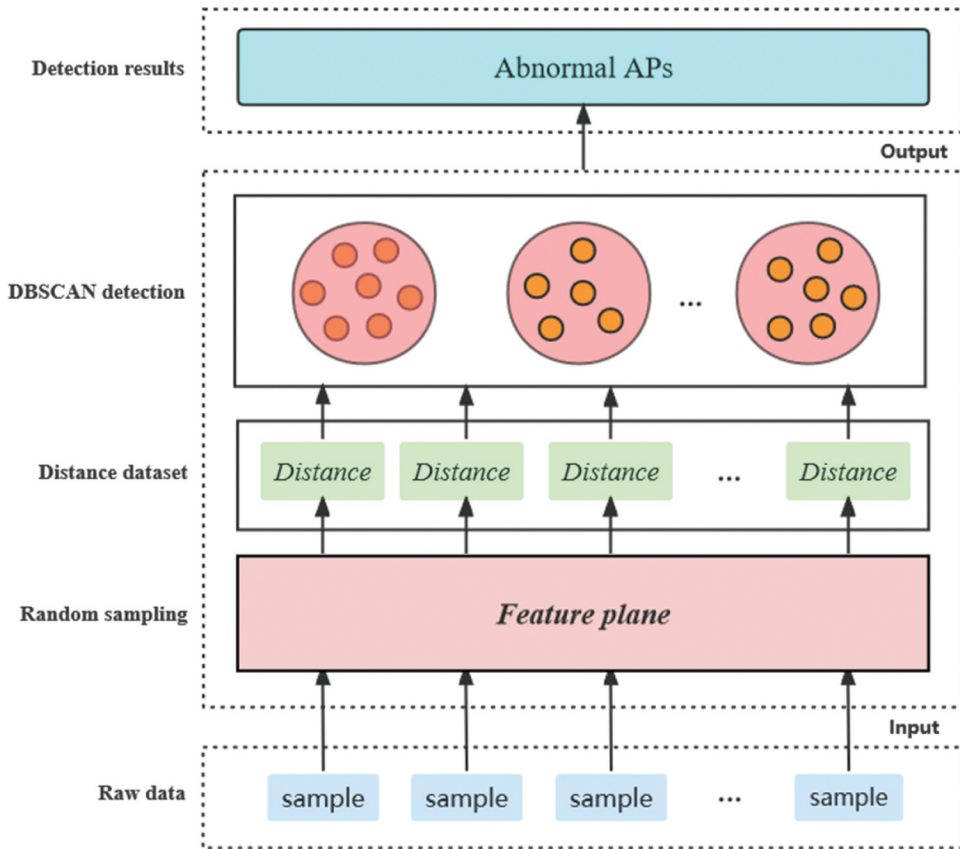 Detection results
Abnormal APs
Output
DBSCAN detection
...
Distance dataset
Distance Distance Distance ... Distance
Random sampling
Feature plane
Input
Raw data
sample sample sample ... sample